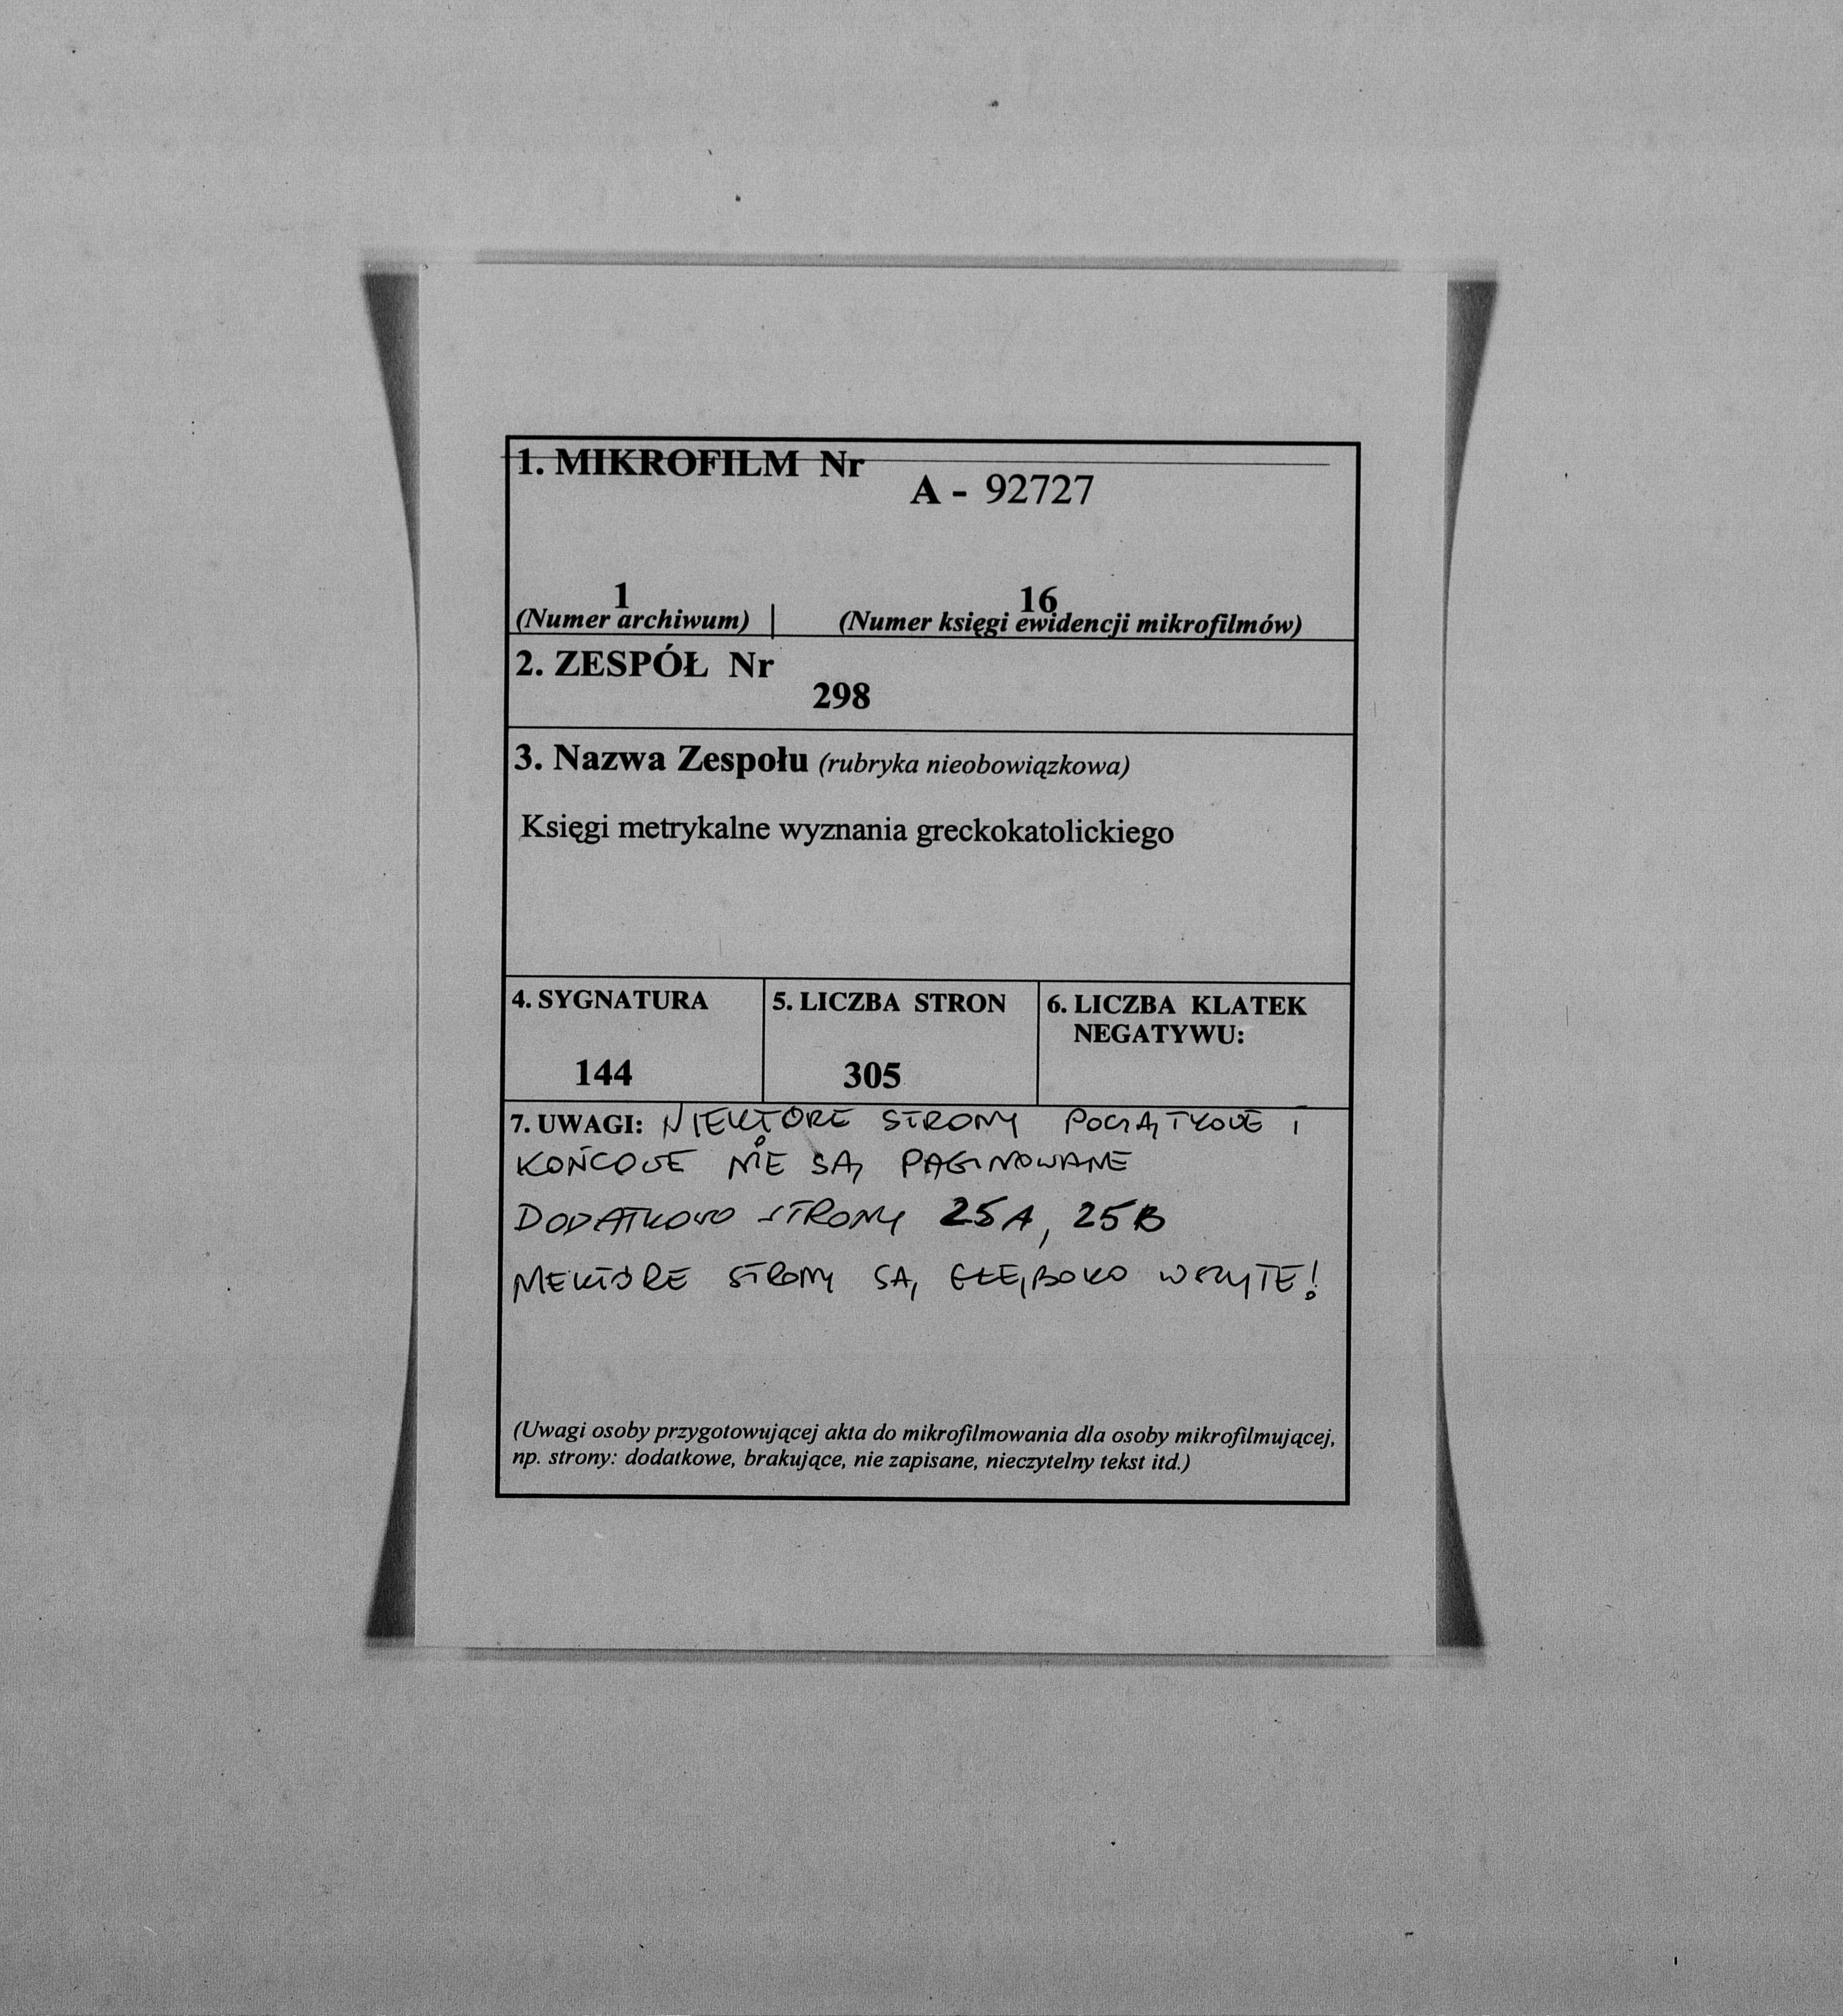 1. MIKROFILM Nr
A - 92727
1 16
(Numer archiwum) | (Numer księgi ewidencji mikrofilmów)
2. ZESPÓŁ Nr
298
3. Nazwa Zespołu (rubryka nieobowiązkowa)
Księgi metrykalne wyznania greckokatolickiego
4. SYGNATURA 5. LICZBA STRON 6. LICZBA KLATEK
NEGATYWU:
144 305
7. UWAGI: NIEKTÓRE STRONY POCZĄTKOWE I
KOŃCOWE NIE SĄ PAGINOWANE
DODATKOWO STRONY 25A, 25B
NIEKTÓRE STRONY SĄ GŁĘBOKO WSZYTE!
(Uwagi osoby przygotowującej akta do mikrofilmowania dla osoby mikrofilmującej,
np. strony: dodatkowe, brakujące, nie zapisane, nieczytelny tekst itd.)